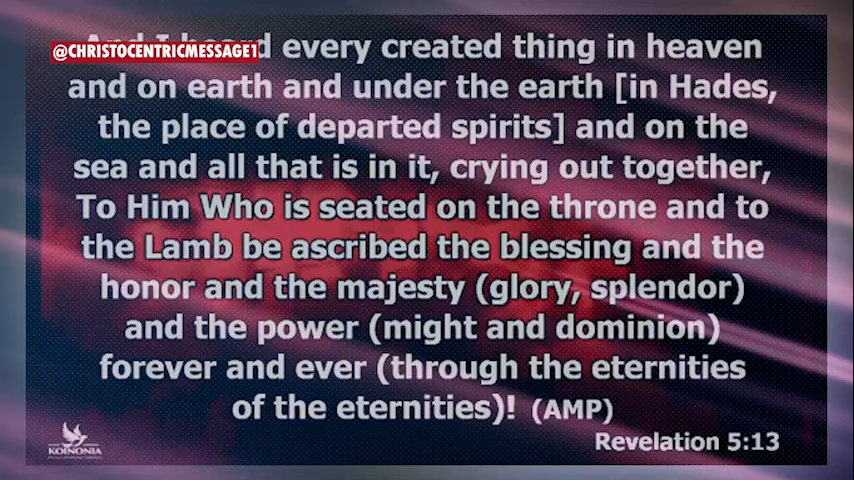 @CHRISTOCENTRICMESSAGE1
And I heard every created thing in heaven
and on earth and under the earth [in Hades,
the place of departed spirits] and on the
sea and all that is in it, crying out together,
To Him Who is seated on the throne and to
the Lamb be ascribed the blessing and the
honor and the majesty (glory, splendor)
and the power (might and dominion)
forever and ever (through the eternities
of the eternities)! (AMP)
Revelation 5:13
KOINONIA